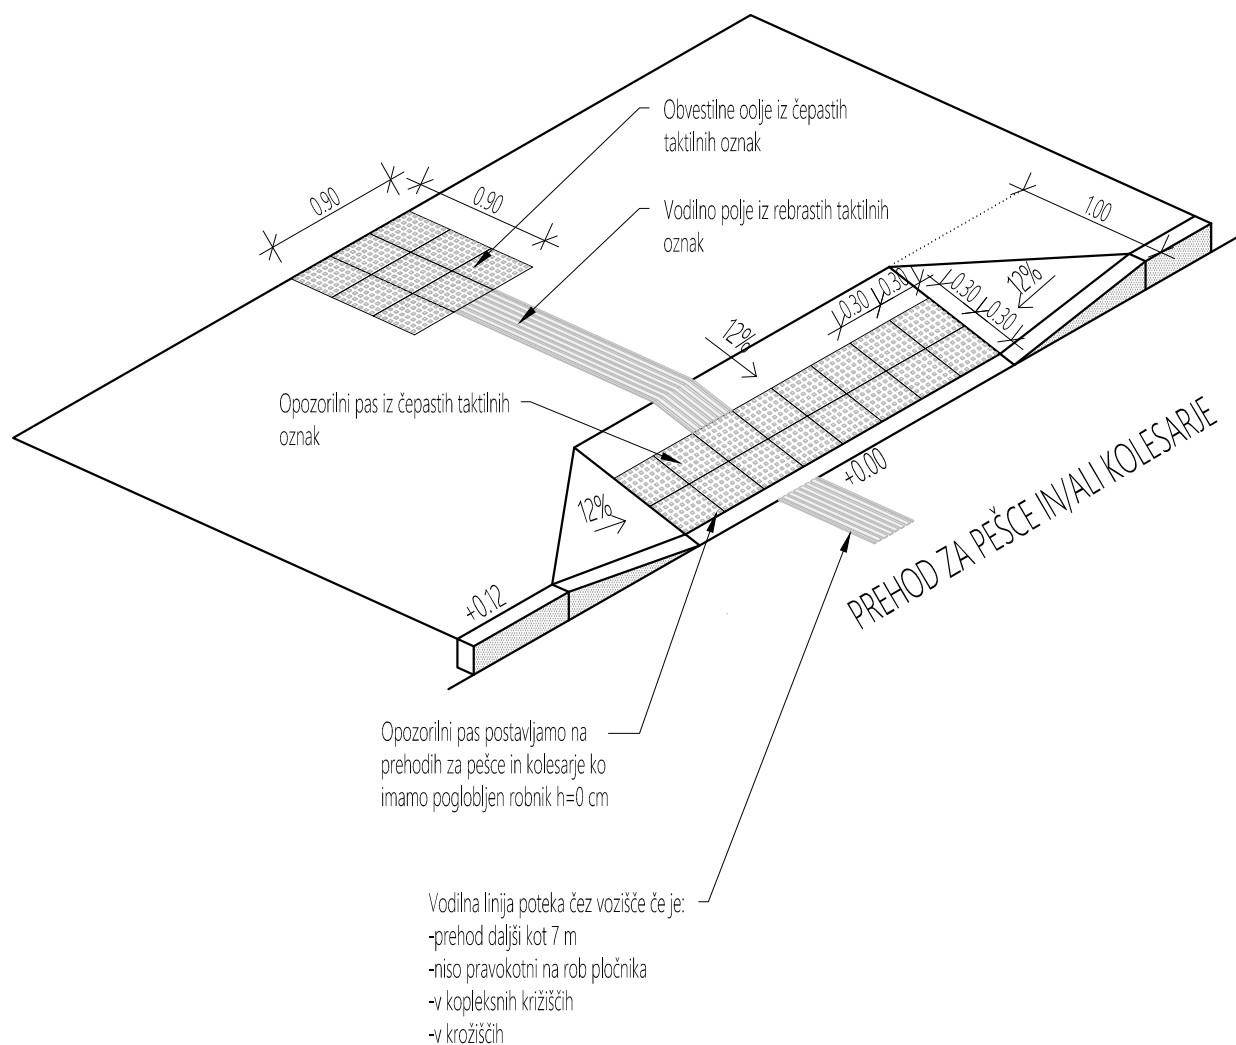 Obvestilne oolje iz čepastih
taktilnih oznak
0.90
0.90
Vodilno polje iz rebrastih taktilnih
oznak
1.00
12%
0.30
0.30
0.30
0.30
12%
Opozorilni pas iz čepastih taktilnih
oznak
+0.00
12%
PREHOD ZA PEŠCE IN/ALI KOLESARJE
+0.12
Opozorilni pas postavljamo na
prehodih za pešce in kolesarje ko
imamo poglobljen robnik h=0 cm
Vodilna linija poteka čez vozišče če je:
-prehod daljši kot 7 m
-niso pravokotni na rob pločnika
-v kopleksnih križiščih
-v krožiščih